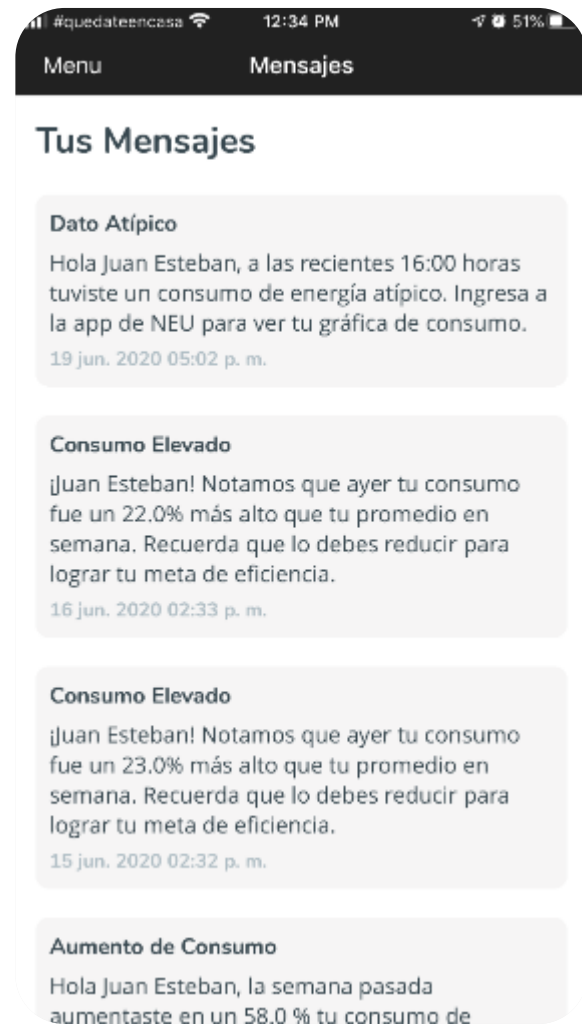 #quedateencasa 12:34 PM 51%
Menu Mensajes
Tus Mensajes
Dato Atípico
Hola Juan Esteban, a las recientes 16:00 horas
tuviste un consumo de energía atípico. Ingresa a
la app de NEU para ver tu gráfica de consumo.
19 jun. 2020 05:02 p. m.
Consumo Elevado
¡Juan Esteban! Notamos que ayer tu consumo
fue un 22.0% más alto que tu promedio en
semana. Recuerda que lo debes reducir para
lograr tu meta de eficiencia.
16 jun. 2020 02:33 p. m.
Consumo Elevado
¡Juan Esteban! Notamos que ayer tu consumo
fue un 23.0% más alto que tu promedio en
semana. Recuerda que lo debes reducir para
lograr tu meta de eficiencia.
15 jun. 2020 02:32 p. m.
Aumento de Consumo
Hola Juan Esteban, la semana pasada
aumentaste en un 58.0 % tu consumo de